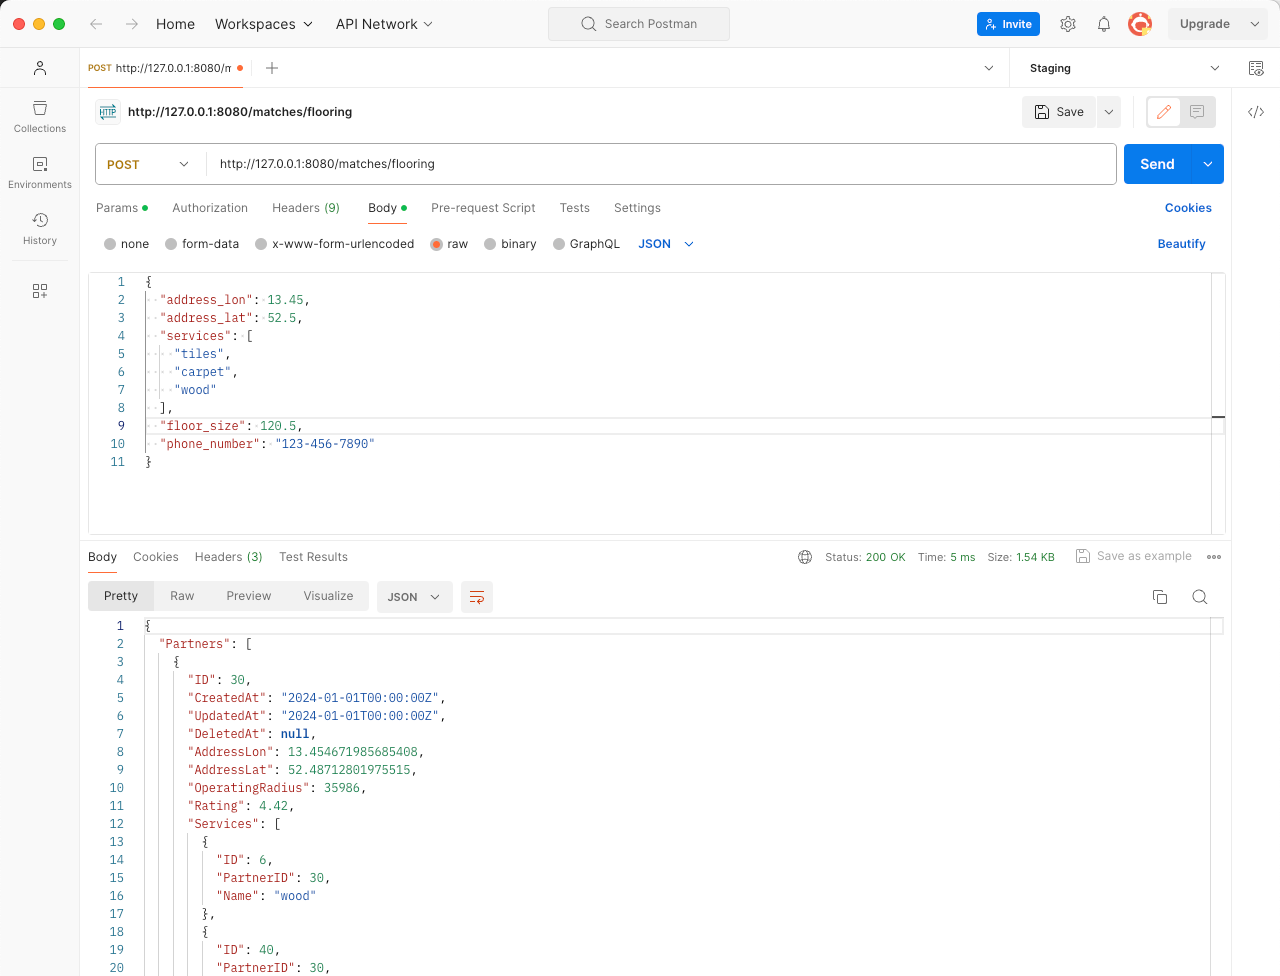 Home Workspaces API Network Search Postman Invite Upgrade
POST http://127.0.0.1:8080/m Staging
HTTP http://127.0.0.1:8080/matches/flooring Save
Collections
Environments
History
POST http://127.0.0.1:8080/matches/flooring Send
Params Authorization Headers (9) Body Pre-request Script Tests Settings Cookies
none form-data x-www-form-urlencoded raw binary GraphQL JSON Beautify
1 {
2 "address_lon": 13.45,
3 "address_lat": 52.5,
4 "services": [
5 "tiles",
6 "carpet",
7 "wood"
8 ],
9 "floor_size": 120.5,
10 "phone_number": "123-456-7890"
11 }
Body Cookies Headers (3) Test Results Status: 200 OK Time: 5 ms Size: 1.54 KB Save as example
Pretty Raw Preview Visualize JSON
1 {
2 "Partners": [
3 {
4 "ID": 30,
5 "CreatedAt": "2024-01-01T00:00:00Z",
6 "UpdatedAt": "2024-01-01T00:00:00Z",
7 "DeletedAt": null,
8 "AddressLon": 13.454671985685408,
9 "AddressLat": 52.48712801975515,
10 "OperatingRadius": 35986,
11 "Rating": 4.42,
12 "Services": [
13 {
14 "ID": 6,
15 "PartnerID": 30,
16 "Name": "wood"
17 },
18 {
19 "ID": 40,
20 "PartnerID": 30,